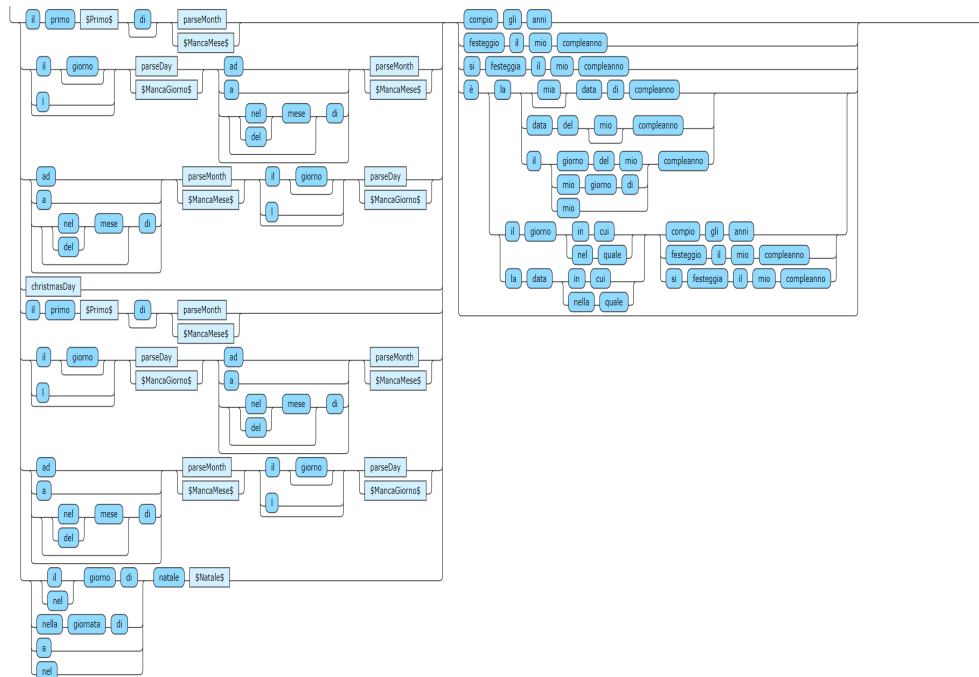 il primo $Primo$ di parseMonth compio gli anni
$MancaMese$ festeggio il mio compleanno
il giorno parseDay ad parseMonth si festeggia il mio compleanno
$MancaGiorno$ a $MancaMese$ è la mia data di compleanno
l nel mese di
data del mio compleanno
del
il giorno del mio compleanno
ad parseMonth il giorno parseDay mio giorno di
a $MancaMese$ $MancaGiorno$ mio
l
nel mese di il giorno in cui compio gli anni
del nel quale festeggio il mio compleanno
la data in cui si festeggia il mio compleanno
christmasDay
nella quale
il primo $Primo$ di parseMonth
$MancaMese$
il giorno parseDay ad parseMonth
$MancaGiorno$ a $MancaMese$
l nel mese di
del
ad parseMonth il giorno parseDay
a $MancaMese$ $MancaGiorno$
l
nel mese di
del
il giorno di natale $Natale$
nel
nella giornata di
a
nel